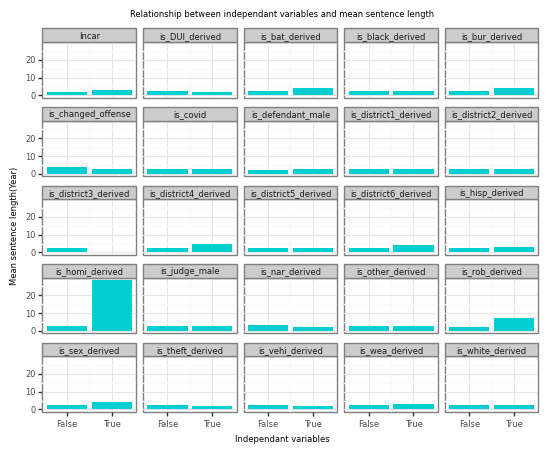 Relationship between independant variables and mean sentence length
Incar is_DUI_derived is_bat_derived is_black_derived is_bur_derived
20
10
0
is_changed_offense is_covid is_defendant_male is_district1_derived is_district2_derived
20
10
0
is_district3_derived is_district4_derived is_district5_derived is_district6_derived is_hisp_derived
20
10
0
is_homi_derived is_judge_male is_nar_derived is_other_derived is_rob_derived
20
10
0
is_sex_derived is_theft_derived is_vehi_derived is_wea_derived is_white_derived
20
10
0
False True False True False True False True False True
Independant variables
Mean sentence length(Year)